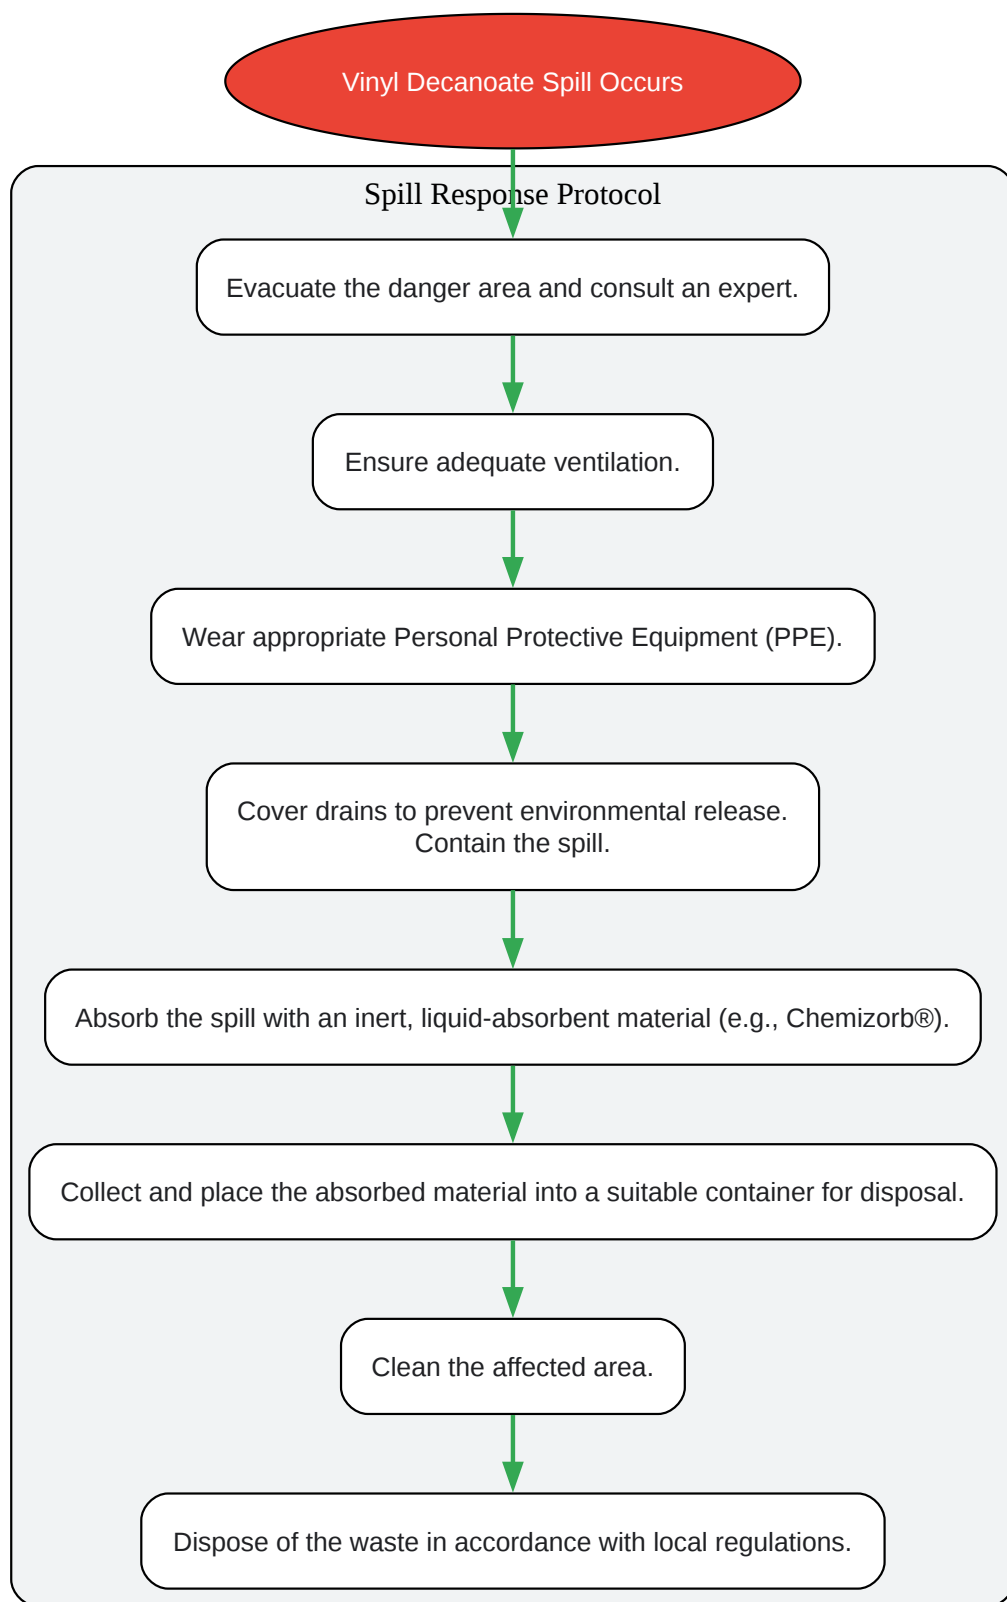 Vinyl Decanoate Spill Occurs
Spill Response Protocol
Evacuate the danger area and consult an expert.
Ensure adequate ventilation.
Wear appropriate Personal Protective Equipment (PPE).
Cover drains to prevent environmental release.
Contain the spill.
Absorb the spill with an inert, liquid-absorbent material (e.g., Chemizorb®).
Collect and place the absorbed material into a suitable container for disposal.
Clean the affected area.
Dispose of the waste in accordance with local regulations.